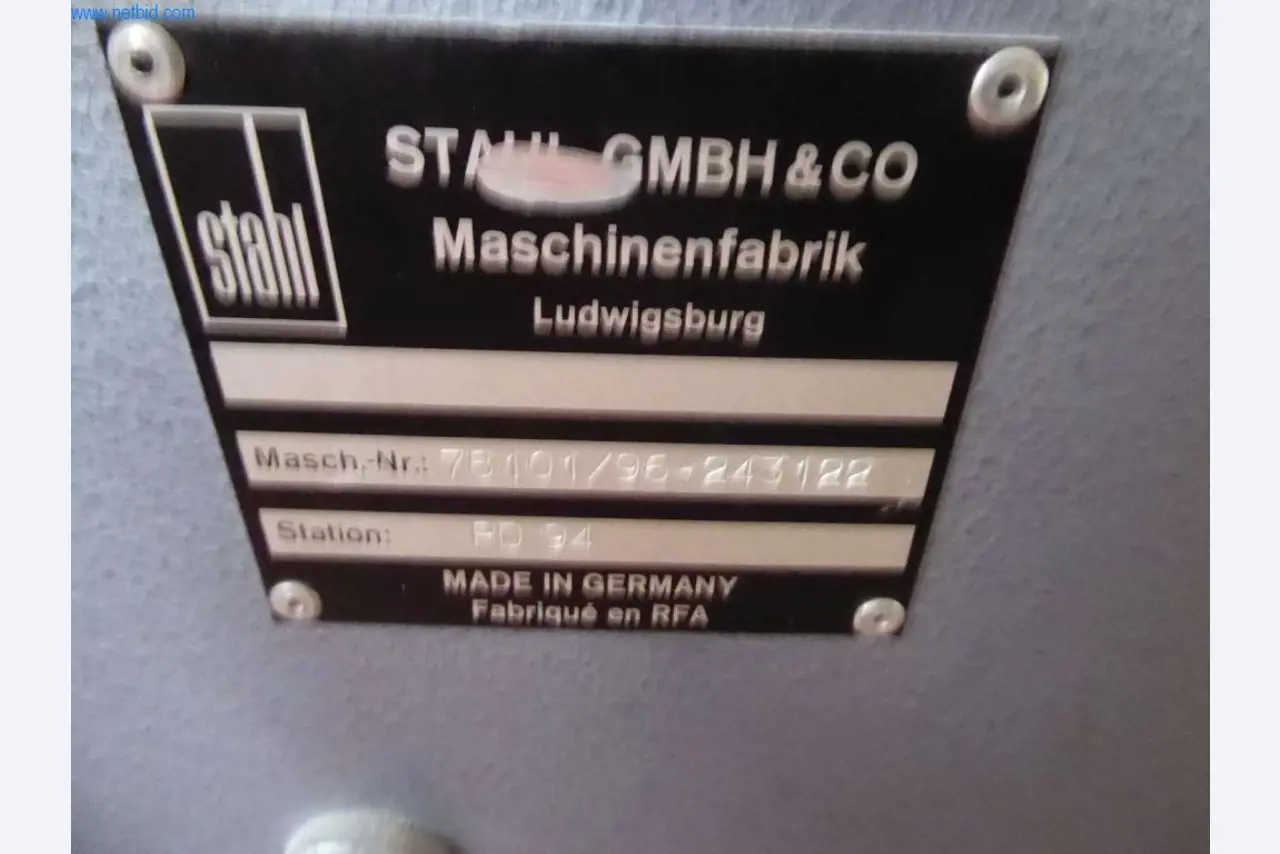 www.netbid.com
stahl
STAHL GMBH & CO
Maschinenfabrik
Ludwigsburg
Masch.-Nr.: 78101/96-243122
Station: RD 94
MADE IN GERMANY
Fabriqué en RFA